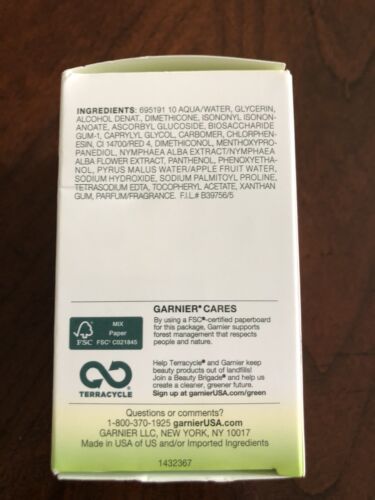 INGREDIENTS: 695191 10 AQUA/WATER, GLYCERIN,
ALCOHOL DENAT., DIMETHICONE, ISONONYL ISONON-
ANOATE, ASCORBYL GLUCOSIDE, BIOSACCHARIDE
GUM-1, CAPRYLYL GLYCOL, CARBOMER, CHLORPHEN-
ESIN, CI 14700/RED 4, DIMETHICONOL, MENTHOXYPRO-
PANEDIOL, NYMPHAEA ALBA EXTRACT/NYMPHAEA
ALBA FLOWER EXTRACT, PANTHENOL, PHENOXYETHA-
NOL, PYRUS MALUS WATER/APPLE FRUIT WATER,
SODIUM HYDROXIDE, SODIUM PALMITOYL PROLINE,
TETRASODIUM EDTA, TOCOPHERYL ACETATE, XANTHAN
GUM, PARFUM/FRAGRANCE. F.I.L.# B39756/5
GARNIER® CARES
By using a FSC®-certified paperboard
for this package, Garnier supports
forest management that respects
people and nature.
FSC
MIX
Paper
FSC® C021845
Help Terracycle® and Garnier keep
beauty products out of landfills!
Join a Beauty Brigade® and help us
create a cleaner, greener future.
Sign up at garnierUSA.com/green
TERRACYCLE®
Questions or comments?
1-800-370-1925 garnierUSA.com
GARNIER LLC, NEW YORK, NY 10017
Made in USA of US and/or Imported Ingredients
1432367